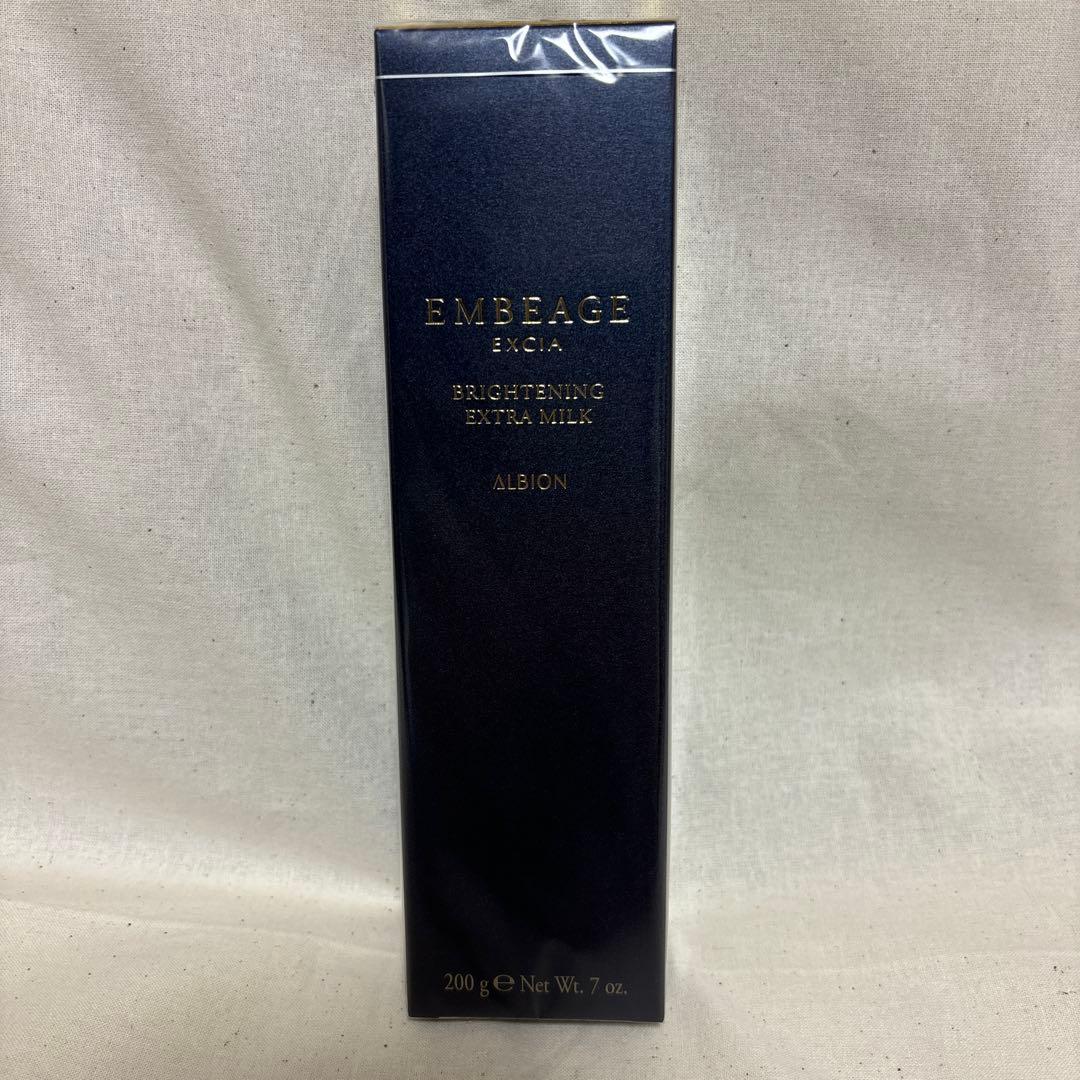 EMBEAGE
EXCIA
BRIGHTENING
EXTRA MILK
ALBION
200 g ℮ Net Wt. 7 oz.